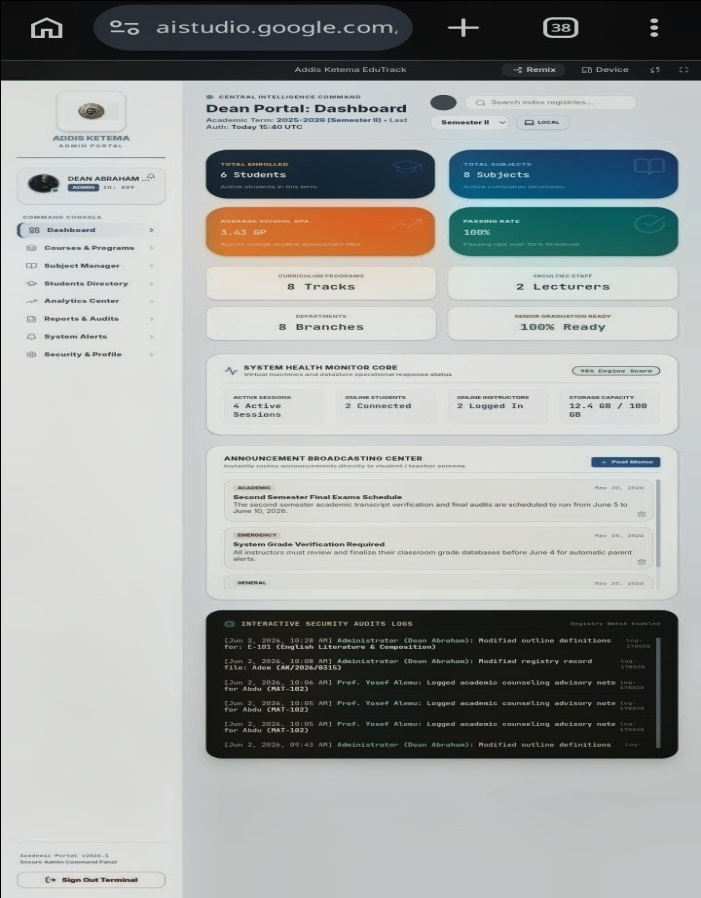 aistudio.google.com,
38
Addis Ketema EduTrack
Remix
Device
ADDIS KETEMA
ADMIN PORTAL
DEAN ABRAHAM ...
ADMIN
COMMAND CONSOLE
Dashboard
Courses & Programs
Subject Manager
Students Directory
Analytics Center
Reports & Audits
System Alerts
Security & Profile
Academic Portal v2026.1
Secure Admin Command Panel
Sign Out Terminal
CENTRAL INTELLIGENCE COMMAND
Dean Portal: Dashboard
Academic Term: 2025-2026 (Semester II) • Last
Auth: Today 15:40 UTC
Search index registries...
Semester II
LOCAL
TOTAL ENROLLED
6 Students
Active students in this term.
TOTAL SUBJECTS
8 Subjects
Active curriculum structures.
AVERAGE SCHOOL GPA
3.43 GP
PASSING RATE
100%
Passing rate over 50% threshold.
CURRICULUM PROGRAMS
8 Tracks
FACULTIES STAFF
2 Lecturers
DEPARTMENTS
8 Branches
SENIOR GRADUATION READY
100% Ready
SYSTEM HEALTH MONITOR CORE
Virtual machines and datastore operational response status
98% Engine Score
ACTIVE SESSIONS
4 Active
Sessions
ONLINE STUDENTS
2 Connected
ONLINE INSTRUCTORS
2 Logged In
STORAGE CAPACITY
12.4 GB / 100
GB
ANNOUNCEMENT BROADCASTING CENTER
Instantly routes announcements directly to student / teacher screens
+ Post Memo
ACADEMIC
May 30, 2026
Second Semester Final Exams Schedule
The second semester academic transcript verification and final audits are scheduled to run from June 5 to
June 10, 2026.
EMERGENCY
May 28, 2026
System Grade Verification Required
All instructors must review and finalize their classroom grade databases before June 4 for automatic parent
alerts.
GENERAL
May 25, 2026
INTERACTIVE SECURITY AUDITS LOGS
Registry Watch Enabled
[Jun 2, 2026, 10:28 AM] Administrator (Dean Abraham): Modified outline definitions
for: E-101 (English Literature & Composition)
log-
[Jun 2, 2026, 10:08 AM] Administrator (Dean Abraham): Modified registry record
file: Adem (AK/2026/0315)
log-
[Jun 2, 2026, 10:06 AM] Prof. Yosef Alemu: Logged academic counseling advisory note
for Abdu (MAT-102)
log-
[Jun 2, 2026, 10:05 AM] Prof. Yosef Alemu: Logged academic counseling advisory note
for Abdu (MAT-102)
log-
[Jun 2, 2026, 10:05 AM] Prof. Yosef Alemu: Logged academic counseling advisory note
for Abdu (MAT-102)
log-
[Jun 2, 2026, 09:43 AM] Administrator (Dean Abraham): Modified outline definitions
log-